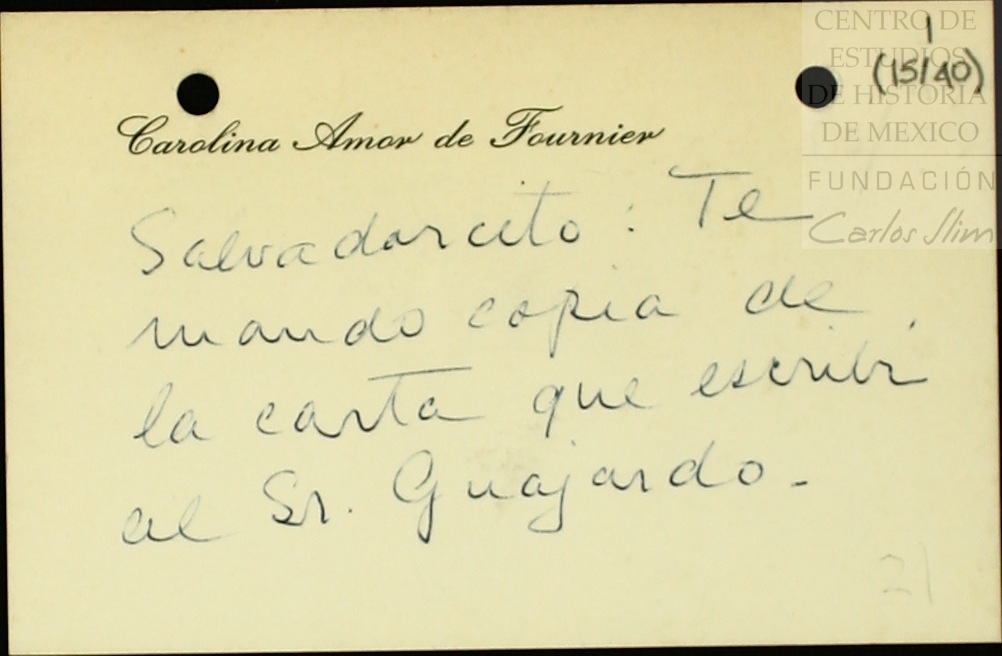 CENTRO DE
ESTUDIOS
DE HISTORIA
DE MEXICO
FUNDACIÓN
Carlos Slim
1
(15/40)
Carolina Amor de Fournier
Salvadorcito: Te
mando copia de
la carta que escribí
al Sr. Guajardo.-
21